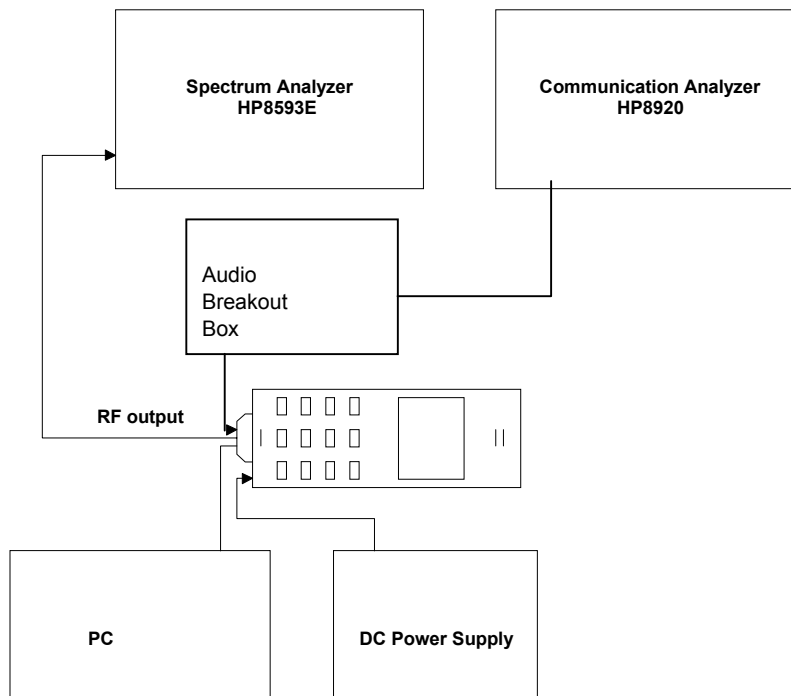 Spectrum Analyzer
HP8593E
Communication Analyzer
HP8920
Audio
Breakout
Box
RF output
PC
DC Power Supply